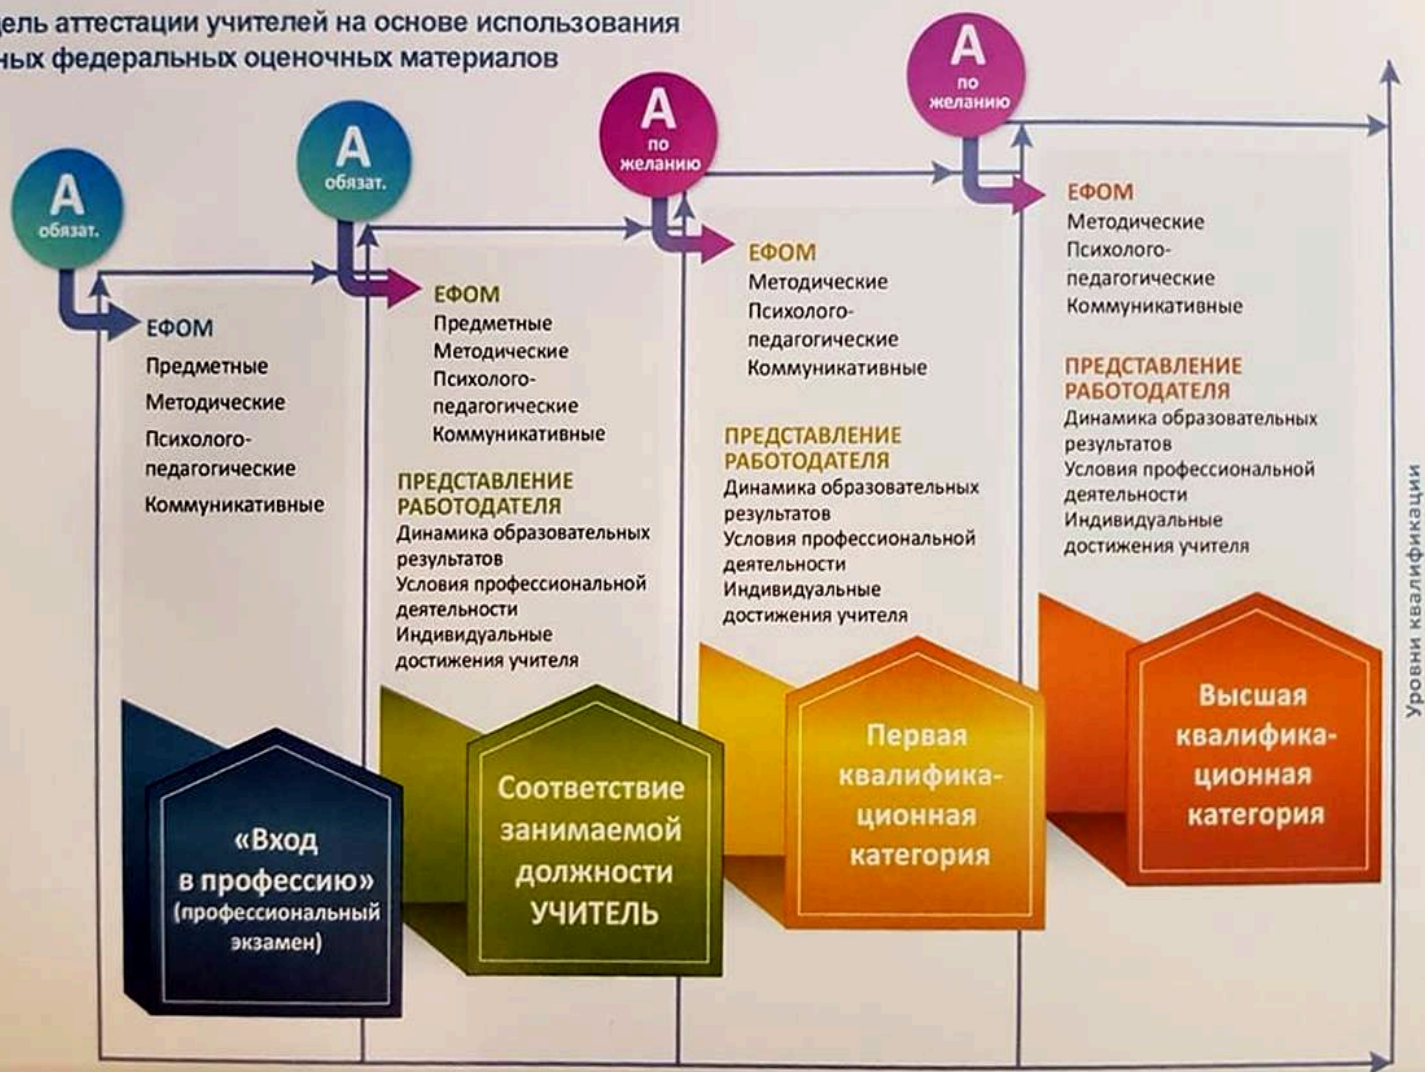 дель аттестации учителей на основе использования
ных федеральных оценочных материалов
А
обязат.
ЕФОМ
Предметные
Методические
Психолого-
педагогические
Коммуникативные
«Вход
в профессию»
(профессиональный
экзамен)
А
обязат.
ЕФОМ
Предметные
Методические
Психолого-
педагогические
Коммуникативные
ПРЕДСТАВЛЕНИЕ
РАБОТОДАТЕЛЯ
Динамика образовательных
результатов
Условия профессиональной
деятельности
Индивидуальные
достижения учителя
Соответствие
занимаемой
должности
УЧИТЕЛЬ
А
по
желанию
ЕФОМ
Методические
Психолого-
педагогические
Коммуникативные
ПРЕДСТАВЛЕНИЕ
РАБОТОДАТЕЛЯ
Динамика образовательных
результатов
Условия профессиональной
деятельности
Индивидуальные
достижения учителя
Первая
квалифика-
ционная
категория
А
по
желанию
ЕФОМ
Методические
Психолого-
педагогические
Коммуникативные
ПРЕДСТАВЛЕНИЕ
РАБОТОДАТЕЛЯ
Динамика образовательных
результатов
Условия профессиональной
деятельности
Индивидуальные
достижения учителя
Высшая
квалифика-
ционная
категория
Уровни квалификации